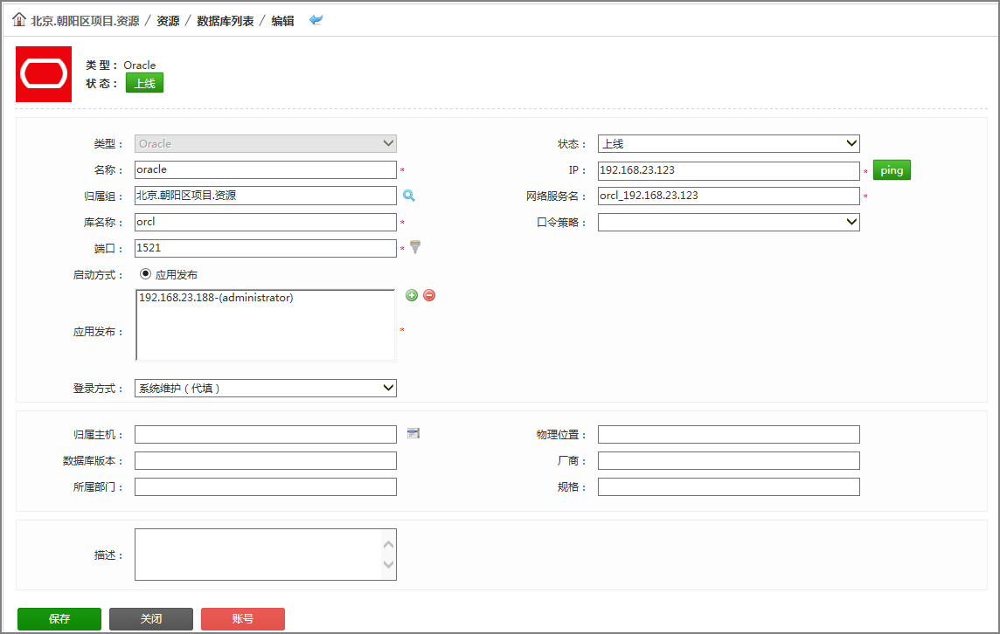 北京.朝阳区项目.资源 / 资源 / 数据库列表 / 编辑
类 型： Oracle
状 态： 上线
类型： Oracle 状态： 上线
名称： oracle * IP： 192.168.23.123 * ping
归属组： 北京.朝阳区项目.资源 网络服务名： orcl_192.168.23.123 *
库名称： orcl * 口令策略：
端口： 1521 *
启动方式： 应用发布
192.168.23.188-(administrator)
应用发布： *
登录方式： 系统维护（代填）
归属主机： 物理位置：
数据库版本： 厂商：
所属部门： 规格：
描述：
保存 关闭 账号